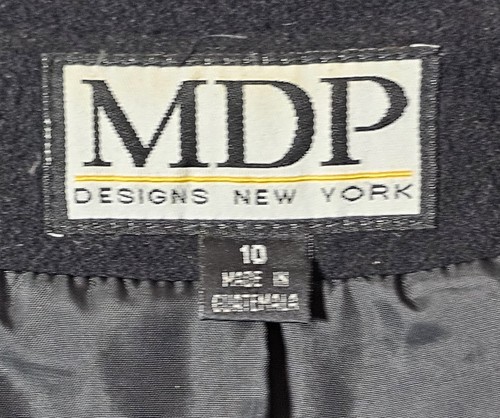 MDP
DESIGNS NEW YORK
10
MADE IN
GUATEMALA